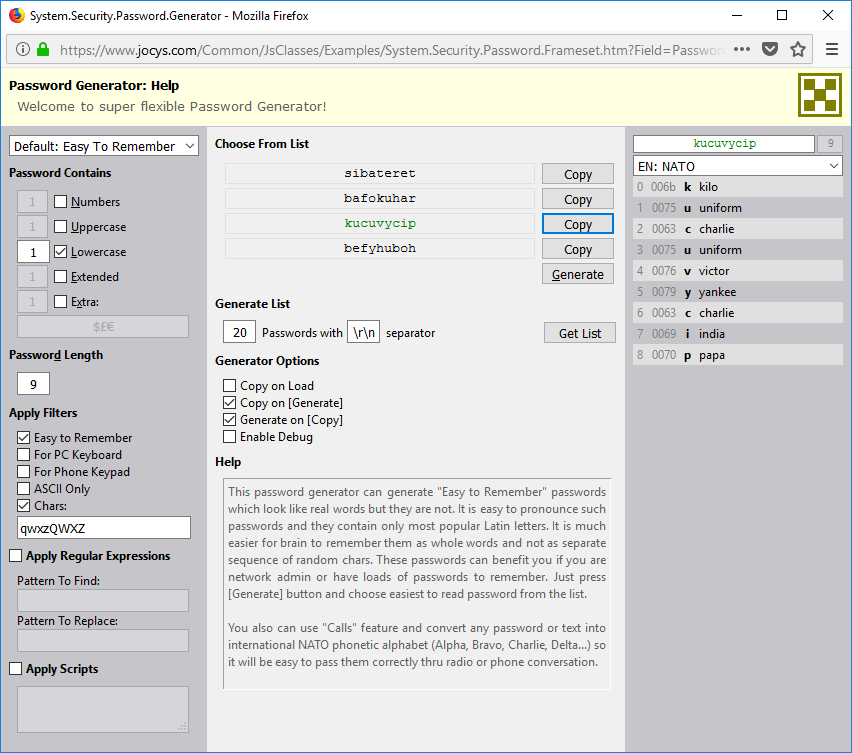 System.Security.Password.Generator - Mozilla Firefox
https://www.jocys.com/Common/JsClasses/Examples/System.Security.Password.Frameset.htm?Field=Passwor
Password Generator: Help
Welcome to super flexible Password Generator!
Default: Easy To Remember
Password Contains
1 Numbers
1 Uppercase
1 Lowercase
1 Extended
1 Extra:
$£€
Password Length
9
Apply Filters
Easy to Remember
For PC Keyboard
For Phone Keypad
ASCII Only
Chars:
qwxzQWXZ
Apply Regular Expressions
Pattern To Find:
Pattern To Replace:
Apply Scripts
Choose From List
sibateret Copy
bafokuhar Copy
kucuvycip Copy
befyhuboh Copy
Generate
Generate List
20 Passwords with \r\n separator Get List
Generator Options
Copy on Load
Copy on [Generate]
Generate on [Copy]
Enable Debug
Help
This password generator can generate "Easy to Remember" passwords
which look like real words but they are not. It is easy to pronounce such
passwords and they contain only most popular Latin letters. It is much
easier for brain to remember them as whole words and not as separate
sequence of random chars. These passwords can benefit you if you are
network admin or have loads of passwords to remember. Just press
[Generate] button and choose easiest to read password from the list.
You also can use "Calls" feature and convert any password or text into
international NATO phonetic alphabet (Alpha, Bravo, Charlie, Delta...) so
it will be easy to pass them correctly thru radio or phone conversation.
kucuvycip 9
EN: NATO
0 006b k kilo
1 0075 u uniform
2 0063 c charlie
3 0075 u uniform
4 0076 v victor
5 0079 y yankee
6 0063 c charlie
7 0069 i india
8 0070 p papa